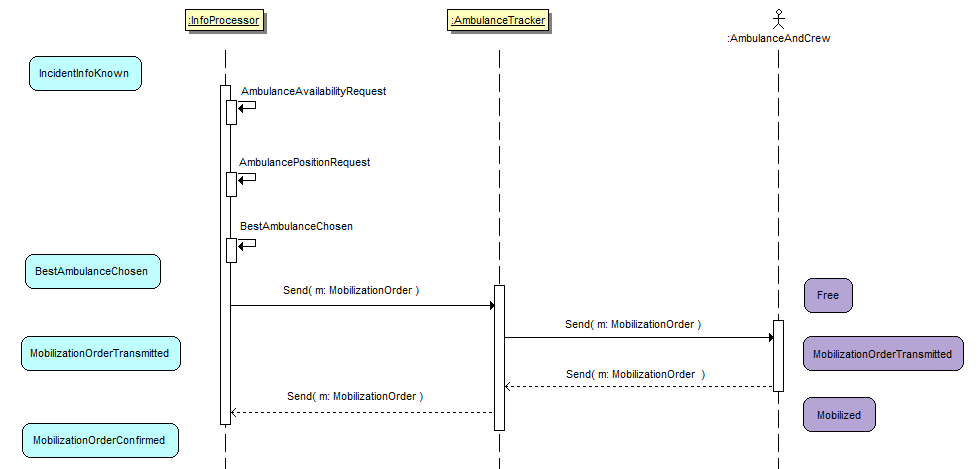 :InfoProcessor
:AmbulanceTracker
:AmbulanceAndCrew
IncidentInfoKnown
AmbulanceAvailabilityRequest
AmbulancePositionRequest
BestAmbulanceChosen
BestAmbulanceChosen
Send( m: MobilizationOrder )
Free
Send( m: MobilizationOrder )
MobilizationOrderTransmitted
MobilizationOrderTransmitted
Send( m: MobilizationOrder )
Send( m: MobilizationOrder )
Mobilized
MobilizationOrderConfirmed